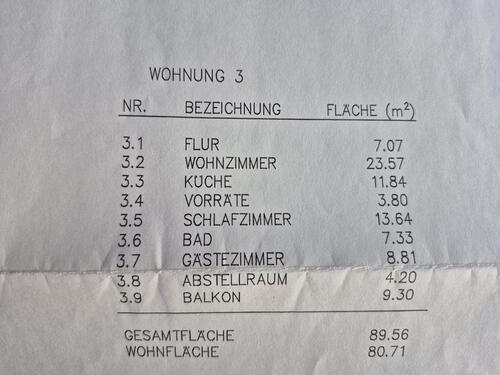 WOHNUNG 3
NR. BEZEICHNUNG FLÄCHE (m²)
3.1 FLUR 7.07
3.2 WOHNZIMMER 23.57
3.3 KÜCHE 11.84
3.4 VORRÄTE 3.80
3.5 SCHLAFZIMMER 13.64
3.6 BAD 7.33
3.7 GÄSTEZIMMER 8.81
3.8 ABSTELLRAUM 4.20
3.9 BALKON 9.30
GESAMTFLÄCHE 89.56
WOHNFLÄCHE 80.71